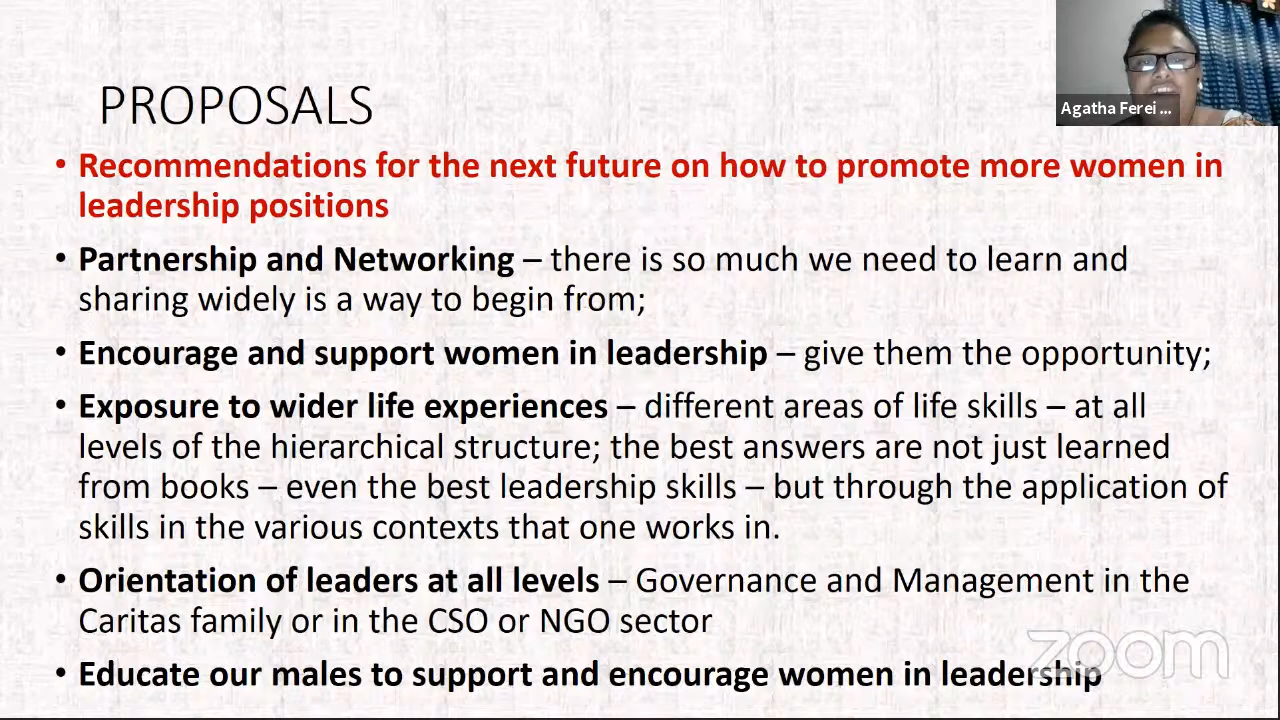 PROPOSALS
Agatha Ferei ...
• Recommendations for the next future on how to promote more women in
leadership positions
• Partnership and Networking – there is so much we need to learn and
sharing widely is a way to begin from;
• Encourage and support women in leadership – give them the opportunity;
• Exposure to wider life experiences – different areas of life skills – at all
levels of the hierarchical structure; the best answers are not just learned
from books – even the best leadership skills – but through the application of
skills in the various contexts that one works in.
• Orientation of leaders at all levels – Governance and Management in the
Caritas family or in the CSO or NGO sector
• Educate our males to support and encourage women in leadership
zoom